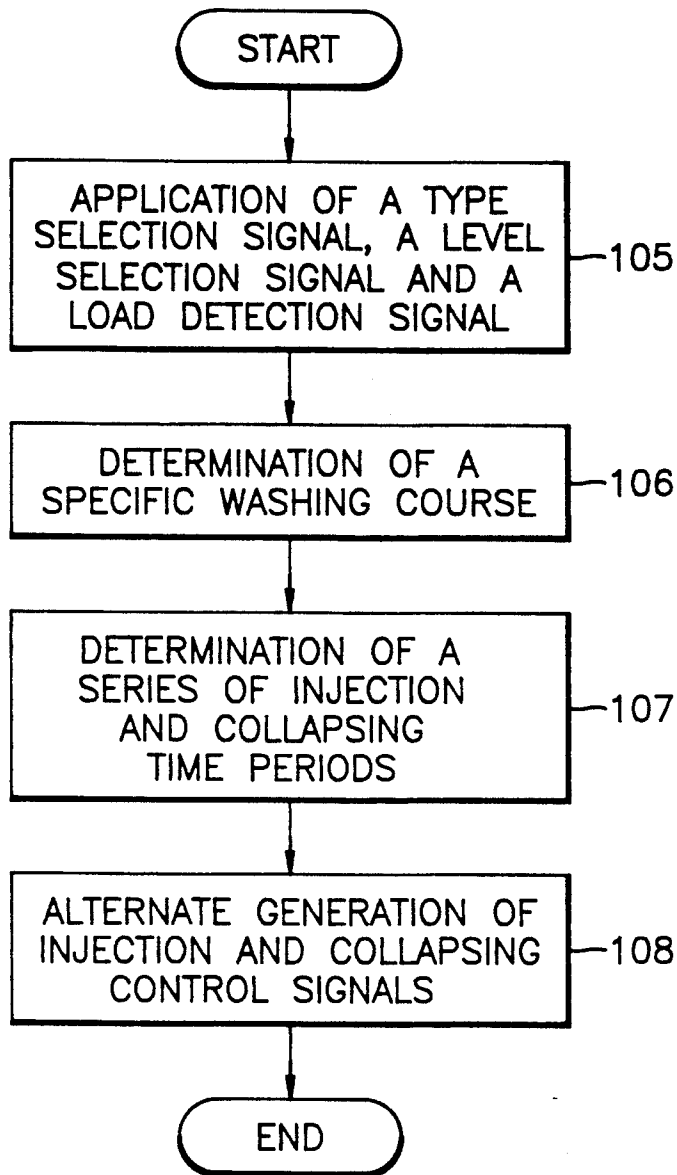 START
APPLICATION OF A TYPE
SELECTION SIGNAL, A LEVEL
SELECTION SIGNAL AND A
LOAD DETECTION SIGNAL
105
DETERMINATION OF A
SPECIFIC WASHING COURSE
106
DETERMINATION OF A
SERIES OF INJECTION
AND COLLAPSING
TIME PERIODS
107
ALTERNATE GENERATION OF
INJECTION AND COLLAPSING
CONTROL SIGNALS
108
END